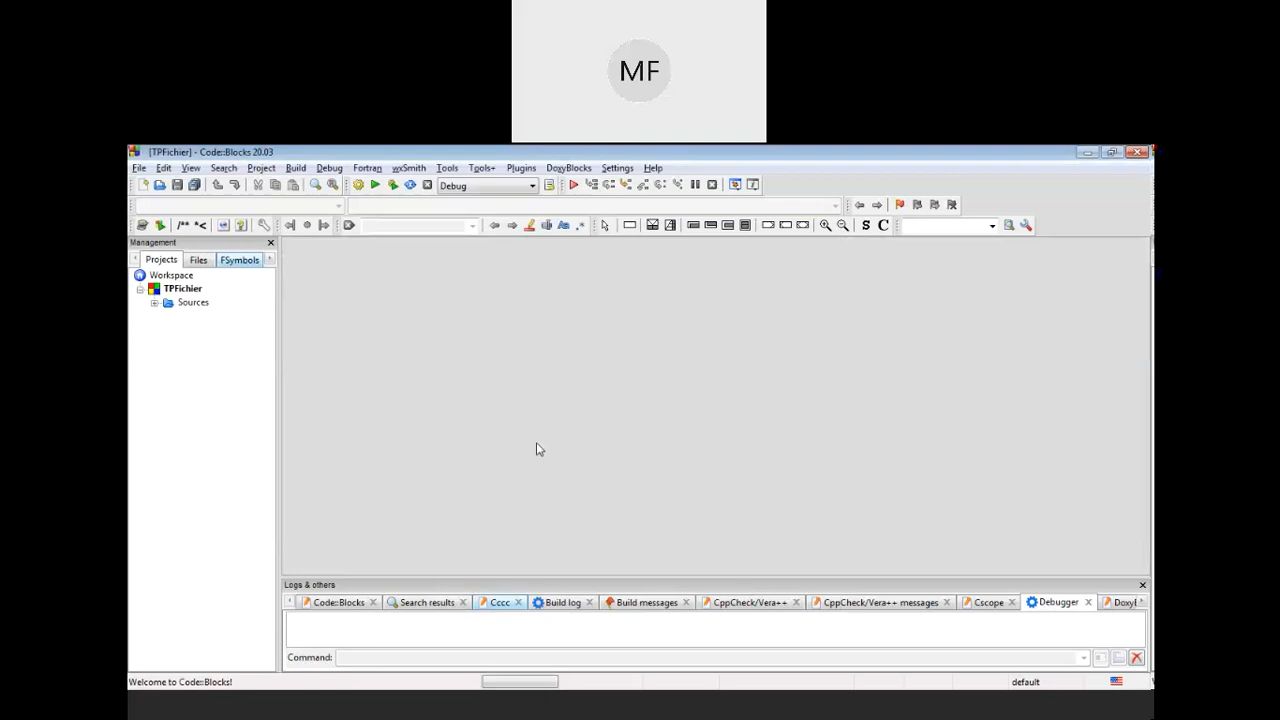 MF
[TPFichier] - Code::Blocks 20.03
File Edit View Search Project Build Debug Fortran wxSmith Tools Tools+ Plugins DoxyBlocks Settings Help
Debug
/** *< S C
Management
Projects Files FSymbols
Workspace
TPFichier
Sources
Logs & others
Code::Blocks Search results Cccc Build log Build messages CppCheck/Vera++ CppCheck/Vera++ messages Cscope Debugger
Command:
Welcome to Code::Blocks! default